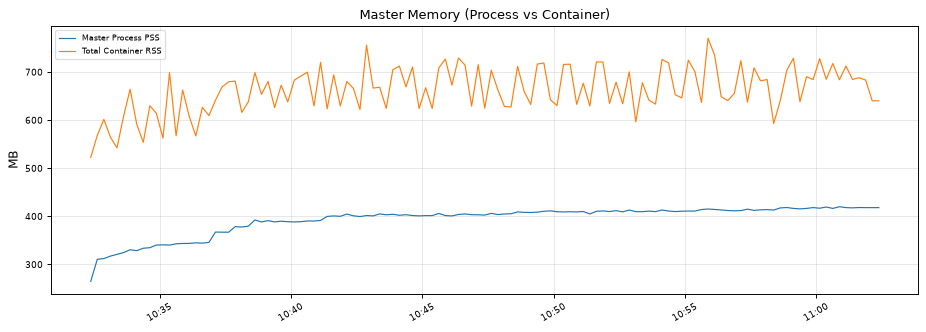 Master Memory (Process vs Container)
Master Process PSS
Total Container RSS
MB
700
600
500
400
300
10:35
10:40
10:45
10:50
10:55
11:00